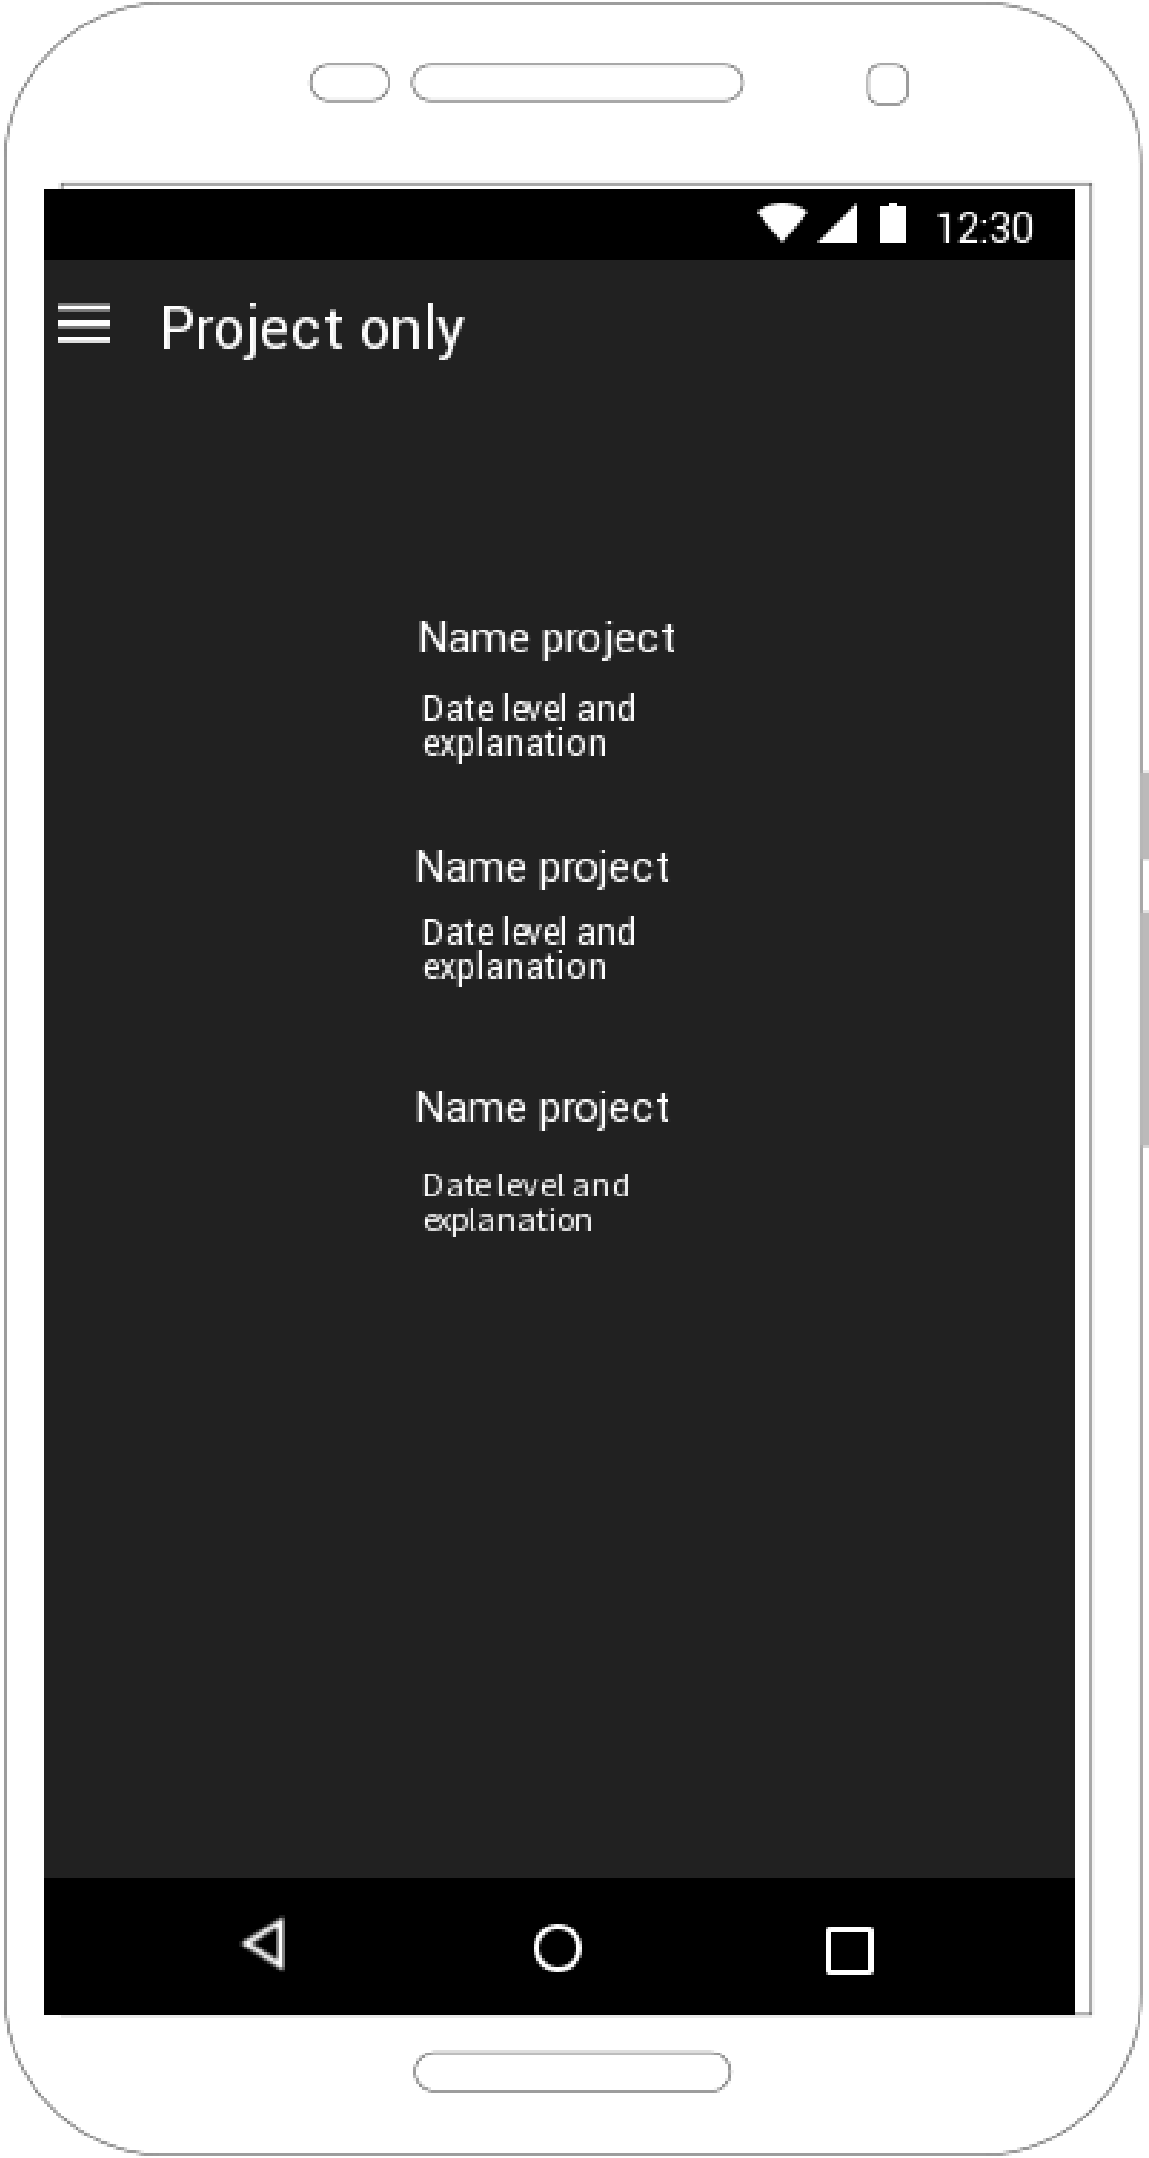 12:30
Project only
Name project
Date level and
explanation
Name project
Date level and
explanation
Name project
Date level and
explanation